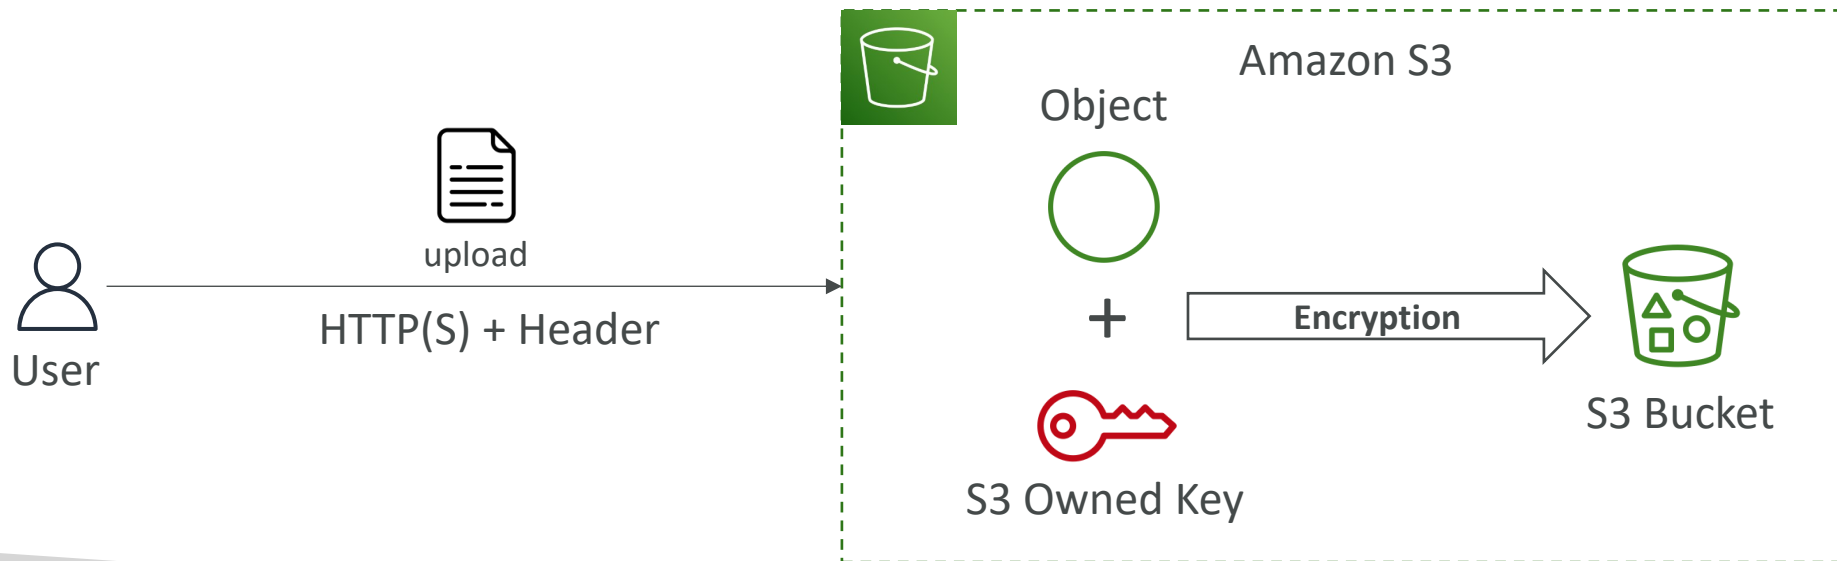 Amazon S3
Object
upload
HTTP(S) + Header
User
+
Encryption
S3 Bucket
S3 Owned Key